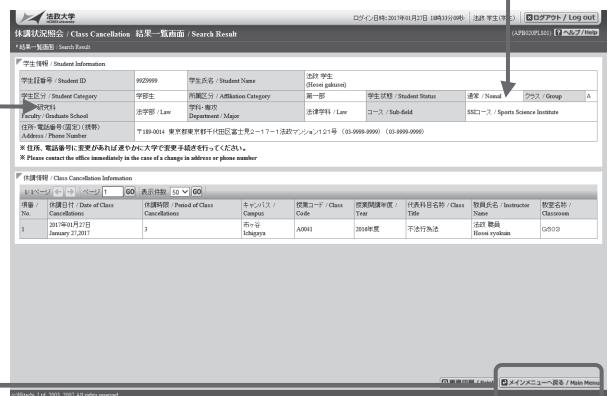 法政大学
HOSEI University
ログイン日時:2017年01月27日 18時33分09秒 法政 学生(学生) ログアウト / Log out
休講状況照会 / Class Cancellation 結果一覧画面 / Search Result (APB020PLS01) ヘルプ/Help
結果一覧画面 : Search Result
学生情報 / Student Information
学生証番号 / Student ID 99Z9999 学生氏名 / Student Name 法政 学生 (Hosei gakusei)
学生区分 / Student Category 学部生 所属区分 / Affiliation Category 第一部 学生状態 / Student Status 通常 / Nomal クラス / Group A
研究科 Faculty / Graduate School 法学部 / Law 学科・専攻 Department / Major 法律学科 / Law コース / Sub-field SSIコース / Sports Science Institute
住所・電話番号(固定)(携帯) Address / Phone Number 〒189-0014 東京都東京都千代田区富士見2-17-1法政マンション121号 (03-9999-9999) (03-9999-9999)
※ 住所、電話番号に変更があれば速やかに大学で変更手続き行ってください。
※ Please contact the office immediately in the case of a change in address or phone number
休講情報 / Class Cancellation Infomation
1/1ページ ページ 1 GO 表示件数 50 GO
項番 / No. 休講日付 / Date of Class Cancellations 休講時限 / Period of Class Cancellations キャンパス / Campus 授業コード / Class Code 授業開講年度 / Year 代表科目名称 / Class Title 教員氏名 / Instructor Name 教室名称 / Classroom
1 2017年01月27日 January 27,2017 3 市ヶ谷 Ichigaya A0041 2016年度 不法行為法 法政 職員 Hosei syokuin G503
メインメニューへ戻る / Main Menu
Ltd. 2003, 2007 All rights reserved